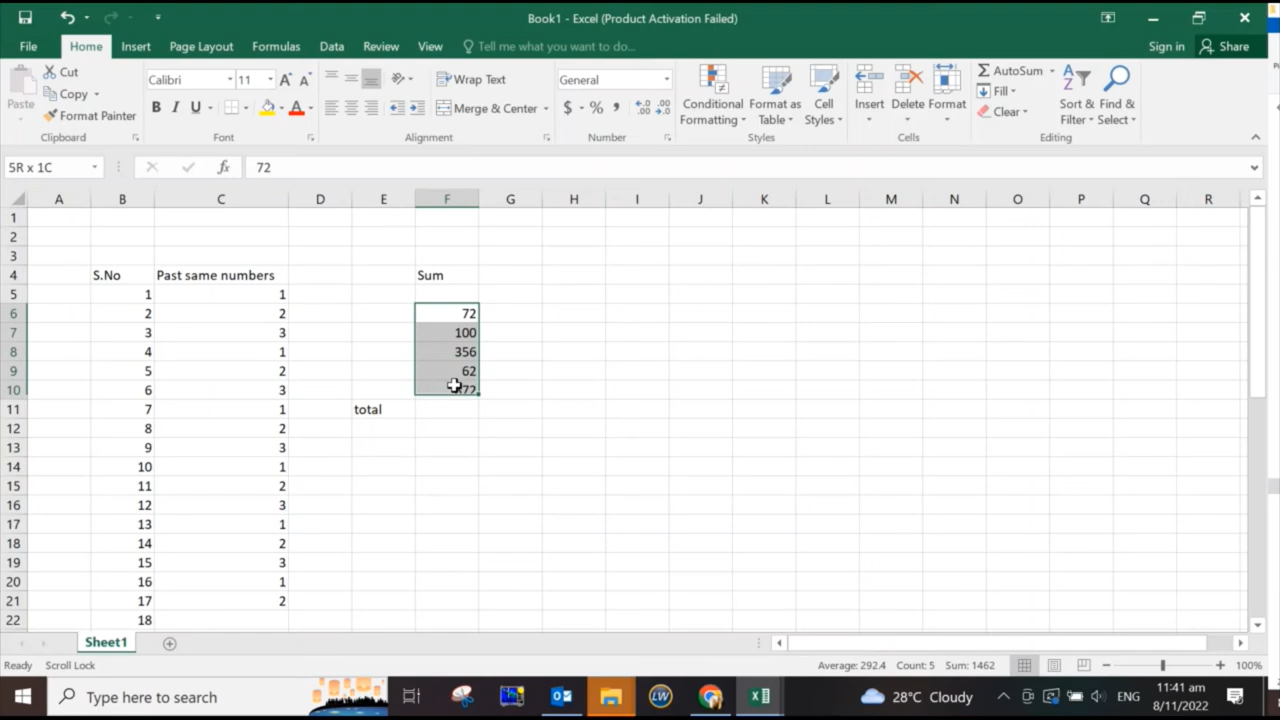 Book1 - Excel (Product Activation Failed)
File Home Insert Page Layout Formulas Data Review View Tell me what you want to do... Sign in Share
Paste
Cut
Copy
Format Painter
Clipboard
Calibri 11
B I U
Font
Wrap Text
Merge & Center
Alignment
General
$ % ,
Number
Conditional Formatting
Format as Table
Cell Styles
Styles
Insert Delete Format
Cells
AutoSum
Fill
Clear
Sort & Filter
Find & Select
Editing
5R x 1C fx 72
A B C D E F G H I J K L M N O P Q R
1
2
3
4 S.No Past same numbers Sum
5 1 1
6 2 2 72
7 3 3 100
8 4 1 356
9 5 2 62
10 6 3
11 7 1 total
12 8 2
13 9 3
14 10 1
15 11 2
16 12 3
17 13 1
18 14 2
19 15 3
20 16 1
21 17 2
22 18
Sheet1
Ready Scroll Lock Average: 292.4 Count: 5 Sum: 1462 100%
Type here to search LW 28°C Cloudy ENG 11:41 am
8/11/2022